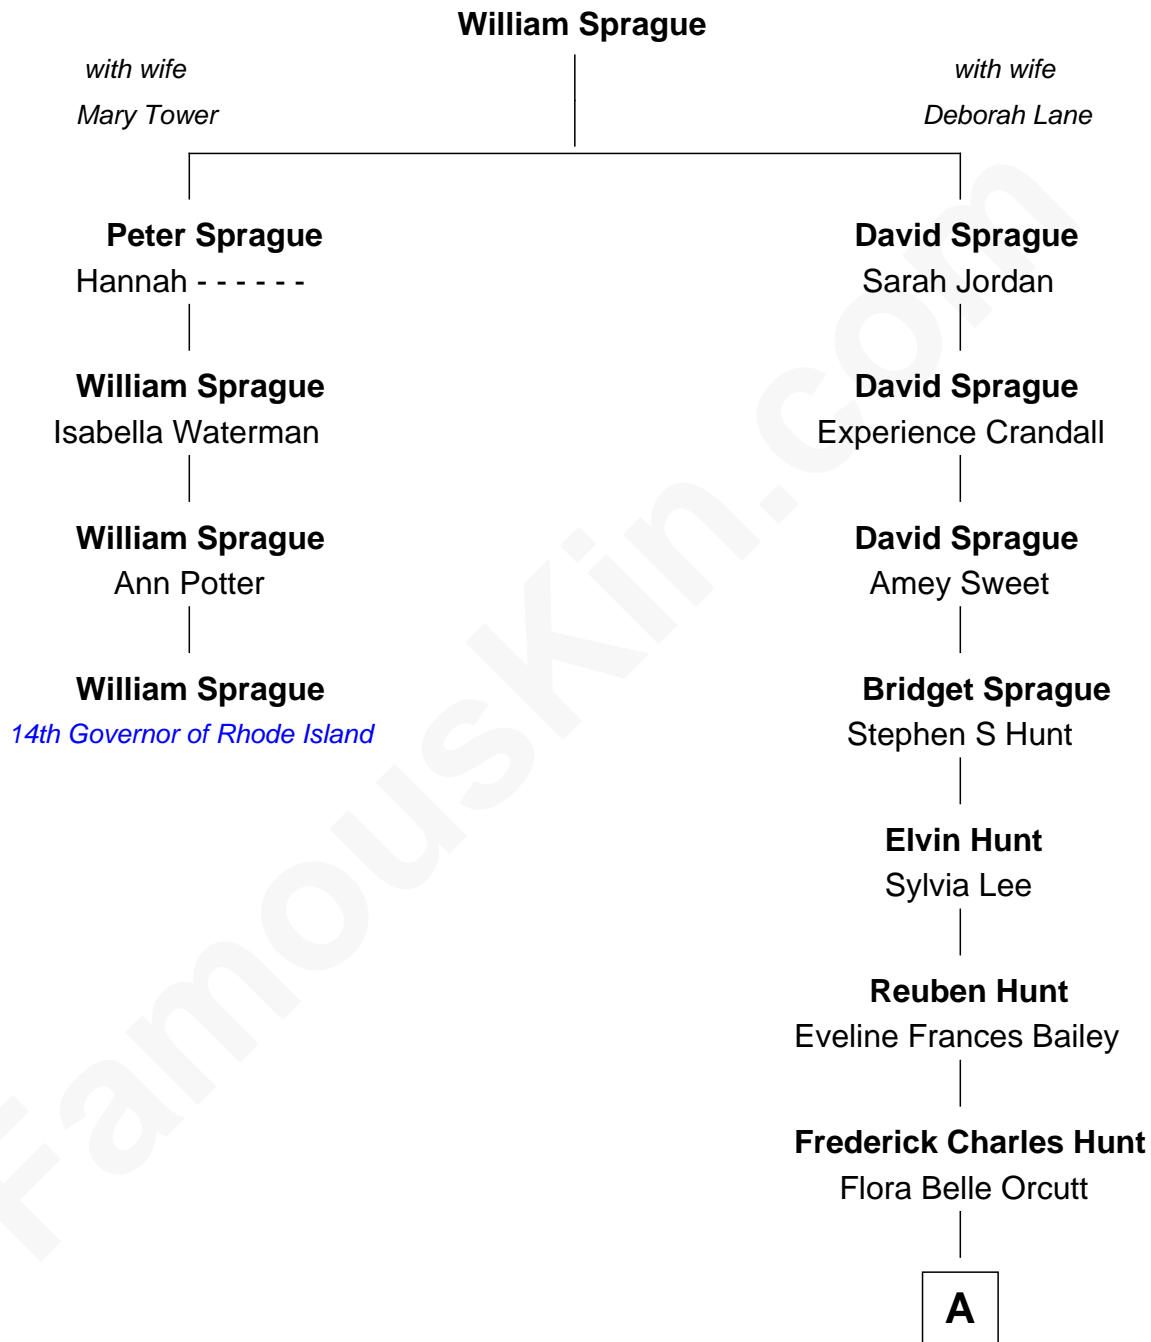 William Sprague
with wife
Mary Tower
with wife
Deborah Lane
Peter Sprague
Hannah - - - - - -
David Sprague
Sarah Jordan
William Sprague
Isabella Waterman
David Sprague
Experience Crandall
William Sprague
Ann Potter
David Sprague
Amey Sweet
William Sprague
14th Governor of Rhode Island
Bridget Sprague
Stephen S Hunt
Elvin Hunt
Sylvia Lee
Reuben Hunt
Eveline Frances Bailey
Frederick Charles Hunt
Flora Belle Orcutt
A
FamousKin.com